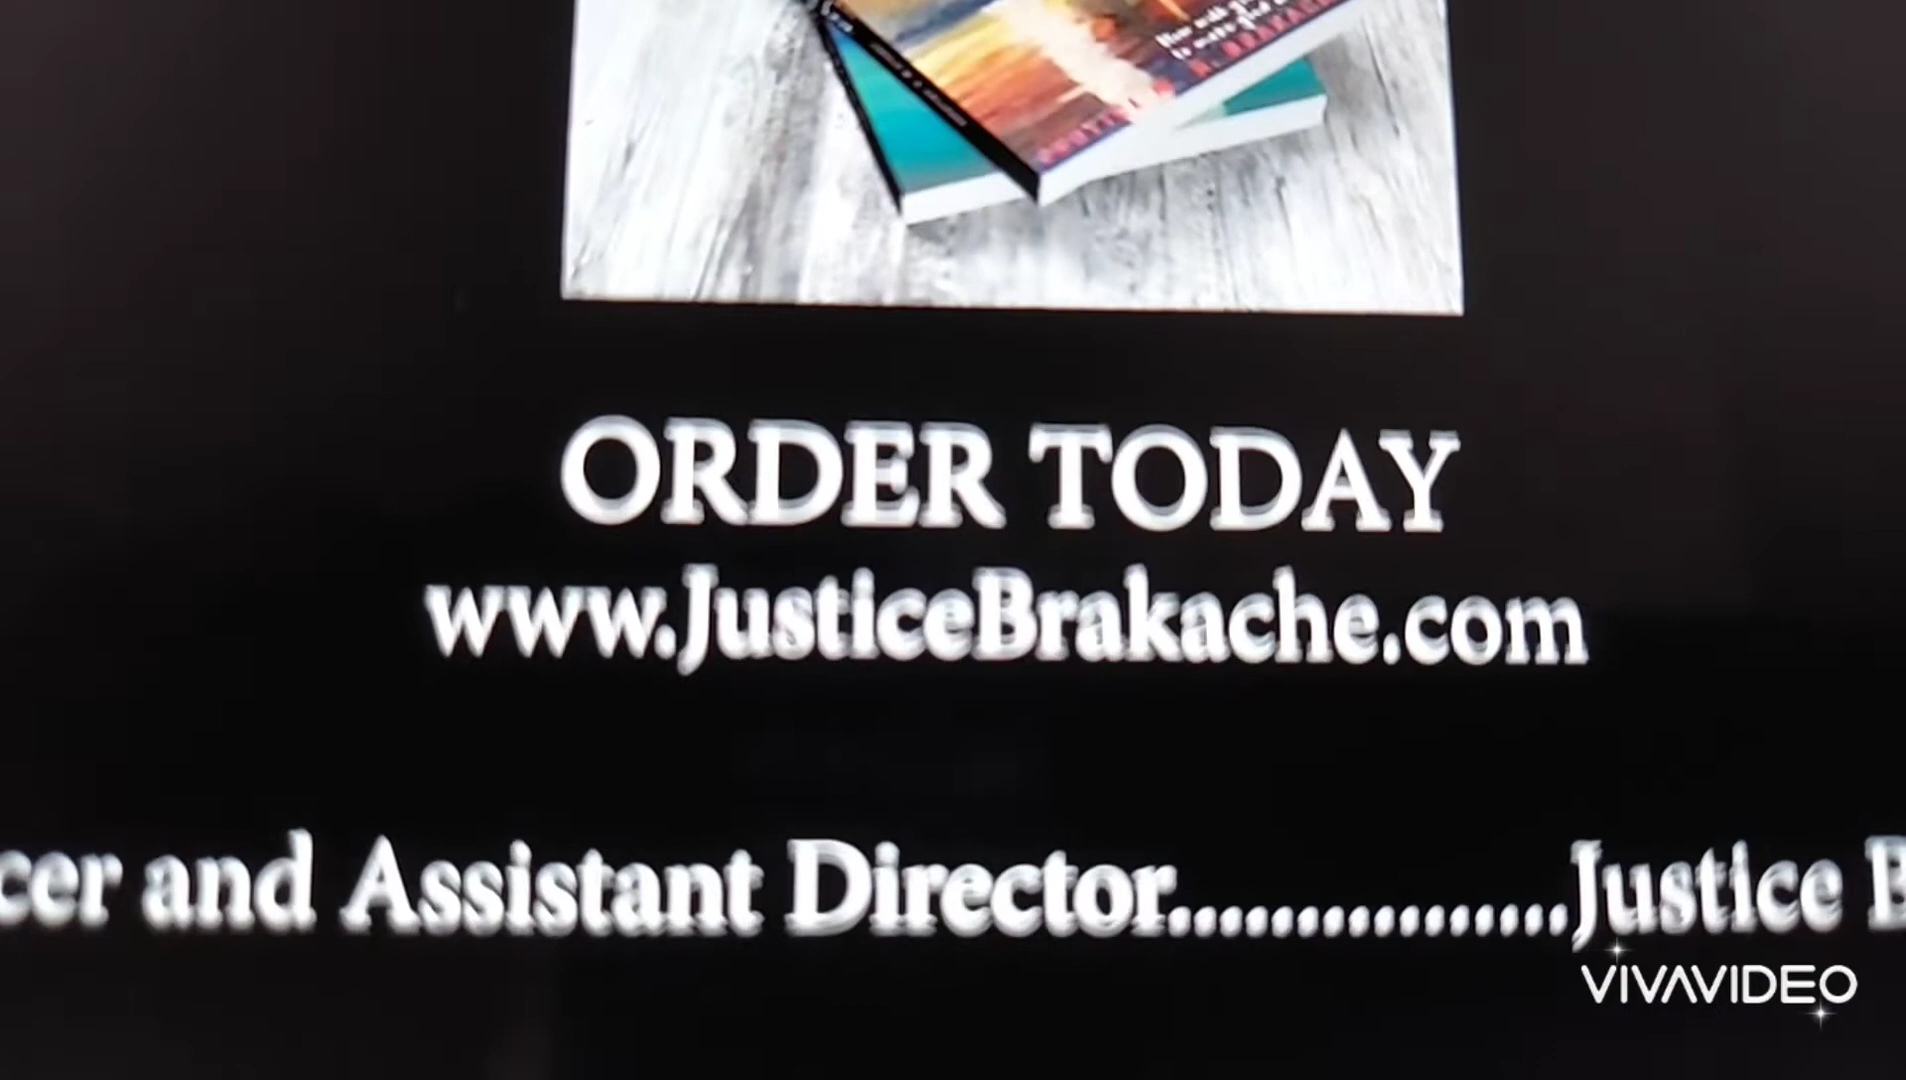 ORDER TODAY
www.JusticeBrakache.com
cer and Assistant Director...............Justice B
VIVAVIDEO